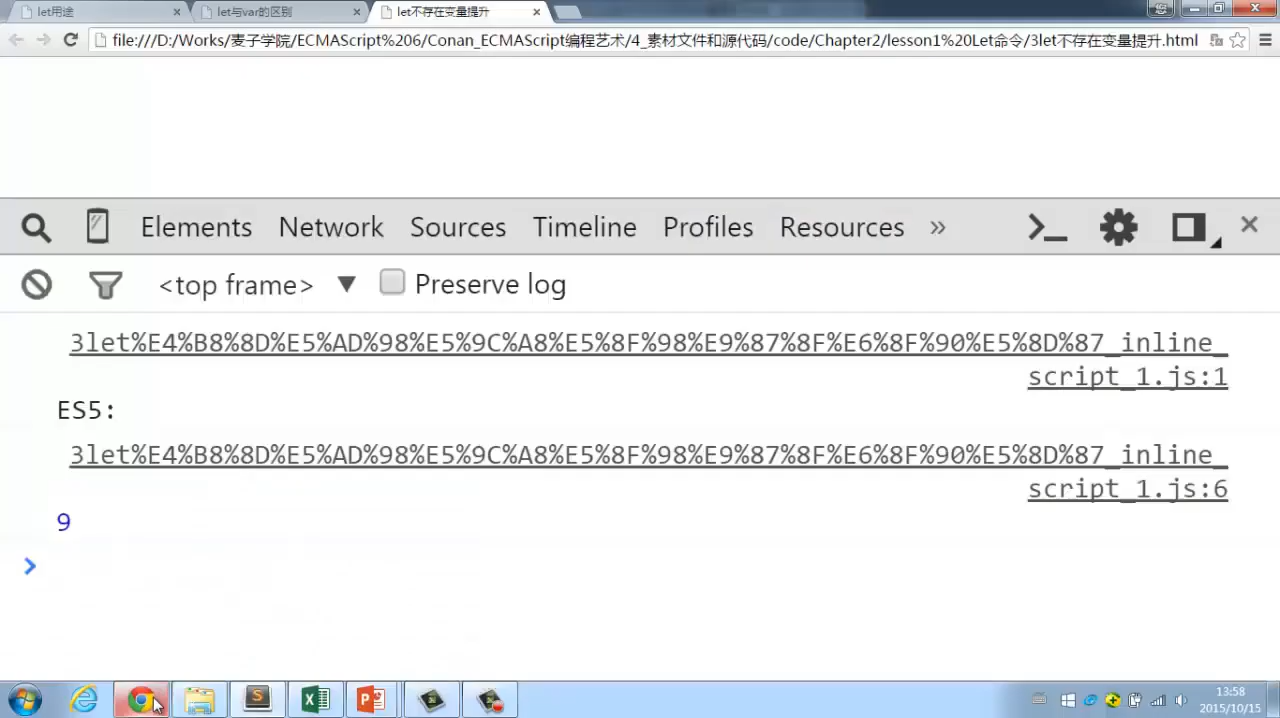 let用途
let与var的区别
let不存在变量提升
file:///D:/Works/麦子学院/ECMAScript%206/Conan_ECMAScript编程艺术/4_素材文件和源代码/code/Chapter2/lesson1%20Let命令/3let不存在变量提升.html
Elements Network Sources Timeline Profiles Resources »
<top frame> Preserve log
3let%E4%B8%8D%E5%AD%98%E5%9C%A8%E5%8F%98%E9%87%8F%E6%8F%90%E5%8D%87_inline_
script_1.js:1
ES5:
3let%E4%B8%8D%E5%AD%98%E5%9C%A8%E5%8F%98%E9%87%8F%E6%8F%90%E5%8D%87_inline_
script_1.js:6
9
13:58
2015/10/15